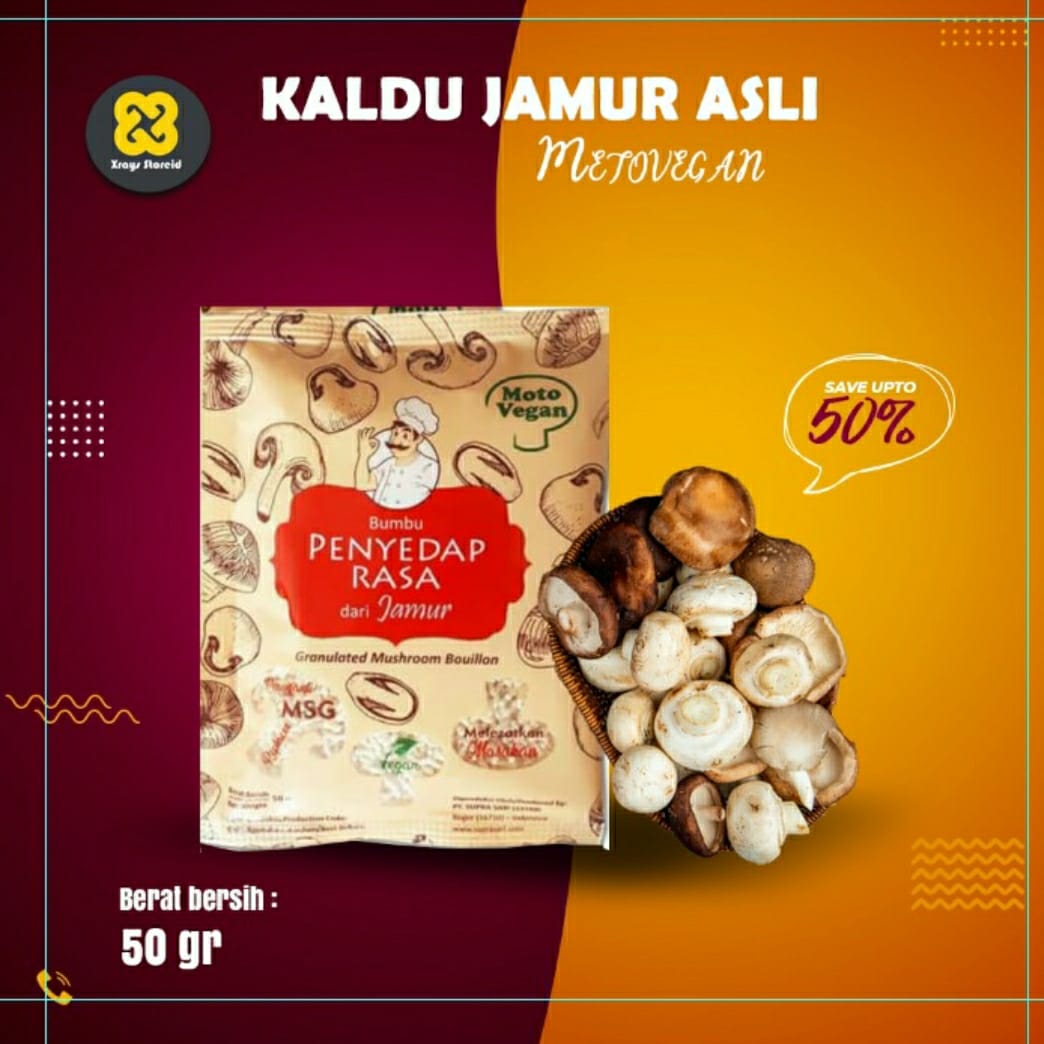 KALDU JAMUR ASLI
METOVEGAN
Xrays Storeid
SAVE UPTO
50%
Moto
Vegan
Bumbu
PENYEDAP
RASA
dari Jamur
Granulated Mushroom Bouillon
MSG
Vegan
Melezatkan
Masakan
Berat bersih :
50 gr